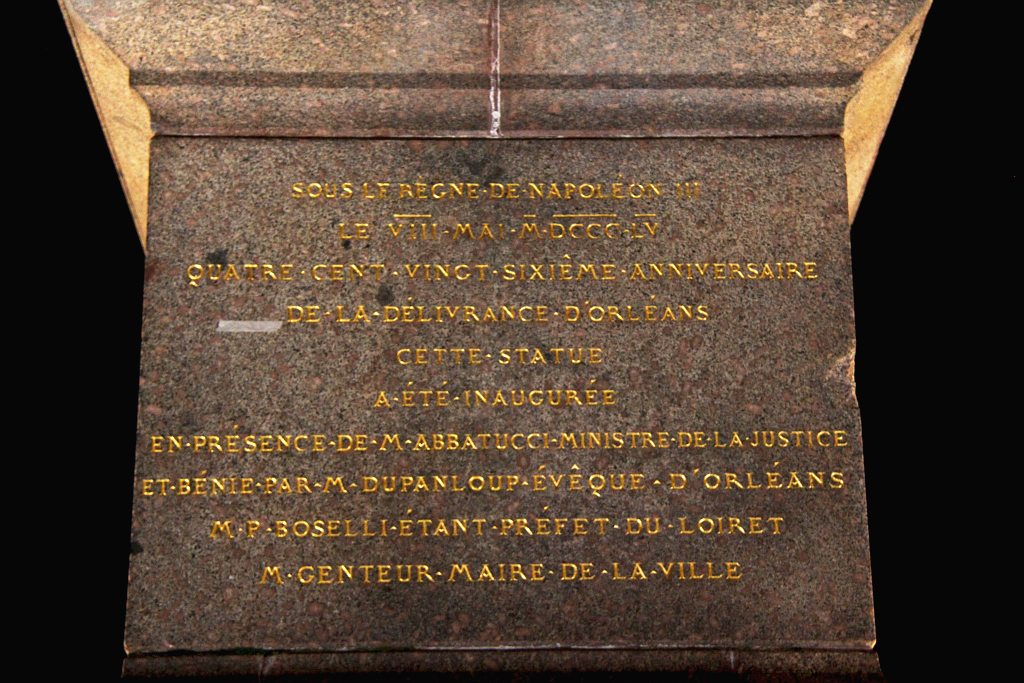 SOUS LE RÈGNE·DE·NAPOLÉON III
LE VIII·MAI·M·DCCC·LV
QUATRE·CENT·VINGT·SIXIÊME·ANNIVERSAIRE
DE·LA·DÉLIVRANCE·D'ORLÉANS
CETTE·STATUE
A·ÉTÉ·INAUGURÉE
EN·PRÉSENCE·DE·M·ABBATUCCI·MINISTRE·DE·LA·JUSTICE
ET·BÉNIE·PAR·M·DUPANLOUP·ÉVÊQUE·D'ORLÉANS
M·P·BOSELLI·ÉTANT·PRÉFET·DU·LOIRET
M·GENTEUR·MAIRE·DE·LA·VILLE